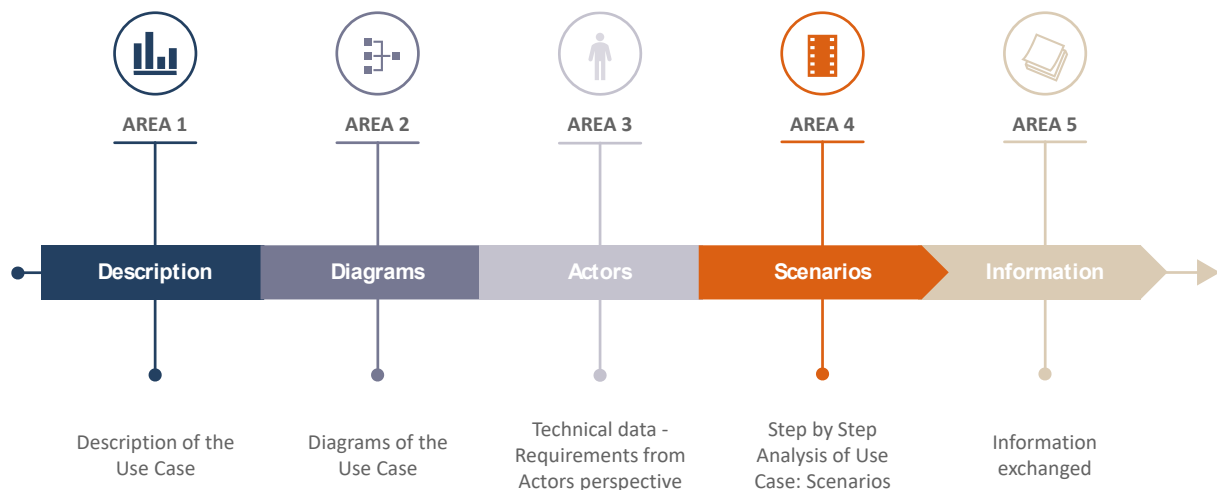 AREA 1
AREA 2
AREA 3
AREA 4
AREA 5
Description
Diagrams
Actors
Scenarios
Information
Description of the
Use Case
Diagrams of the
Use Case
Technical data -
Requirements from
Actors perspective
Step by Step
Analysis of Use
Case: Scenarios
Information
exchanged